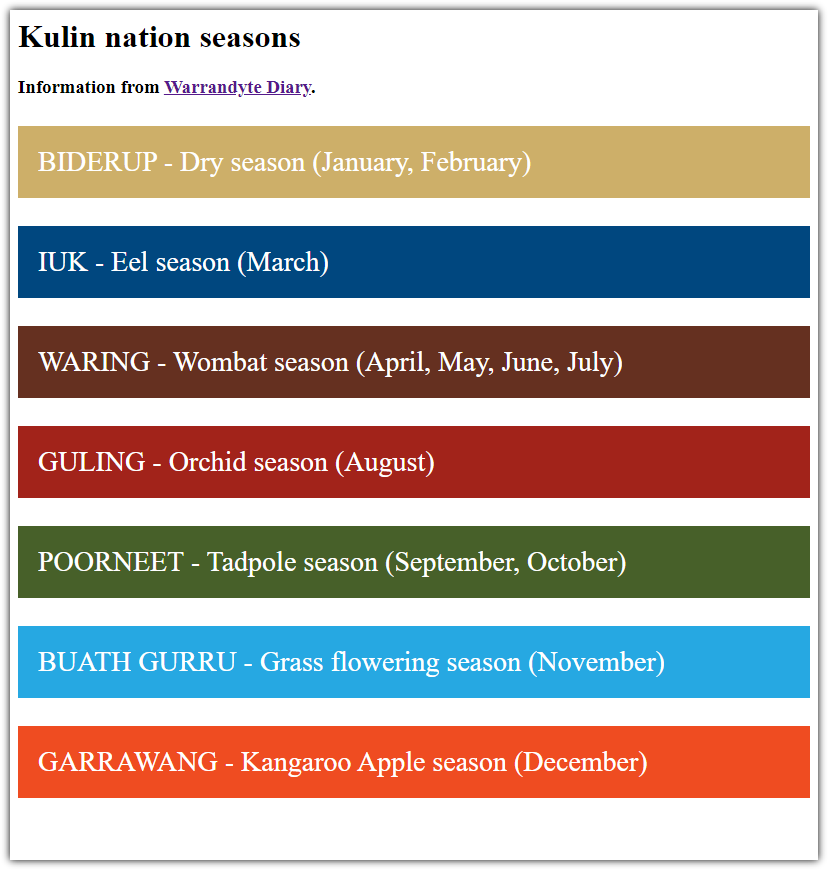 Kulin nation seasons
Information from Warrandyte Diary.
BIDERUP - Dry season (January, February)
IUK - Eel season (March)
WARING - Wombat season (April, May, June, July)
GULING - Orchid season (August)
POORNEET - Tadpole season (September, October)
BUATH GURRU - Grass flowering season (November)
GARRAWANG - Kangaroo Apple season (December)